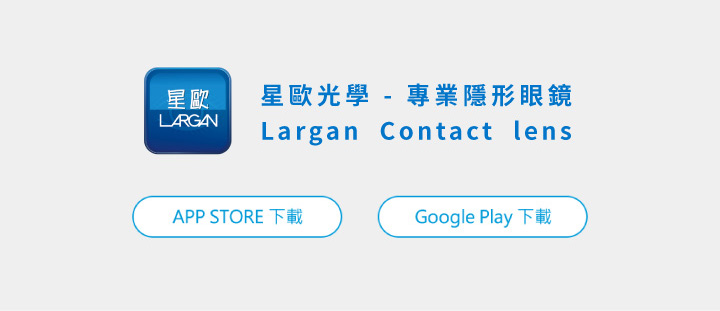 星歐
LARGAN
星歐光學 - 專業隱形眼鏡
Largan Contact lens
APP STORE 下載
Google Play 下載